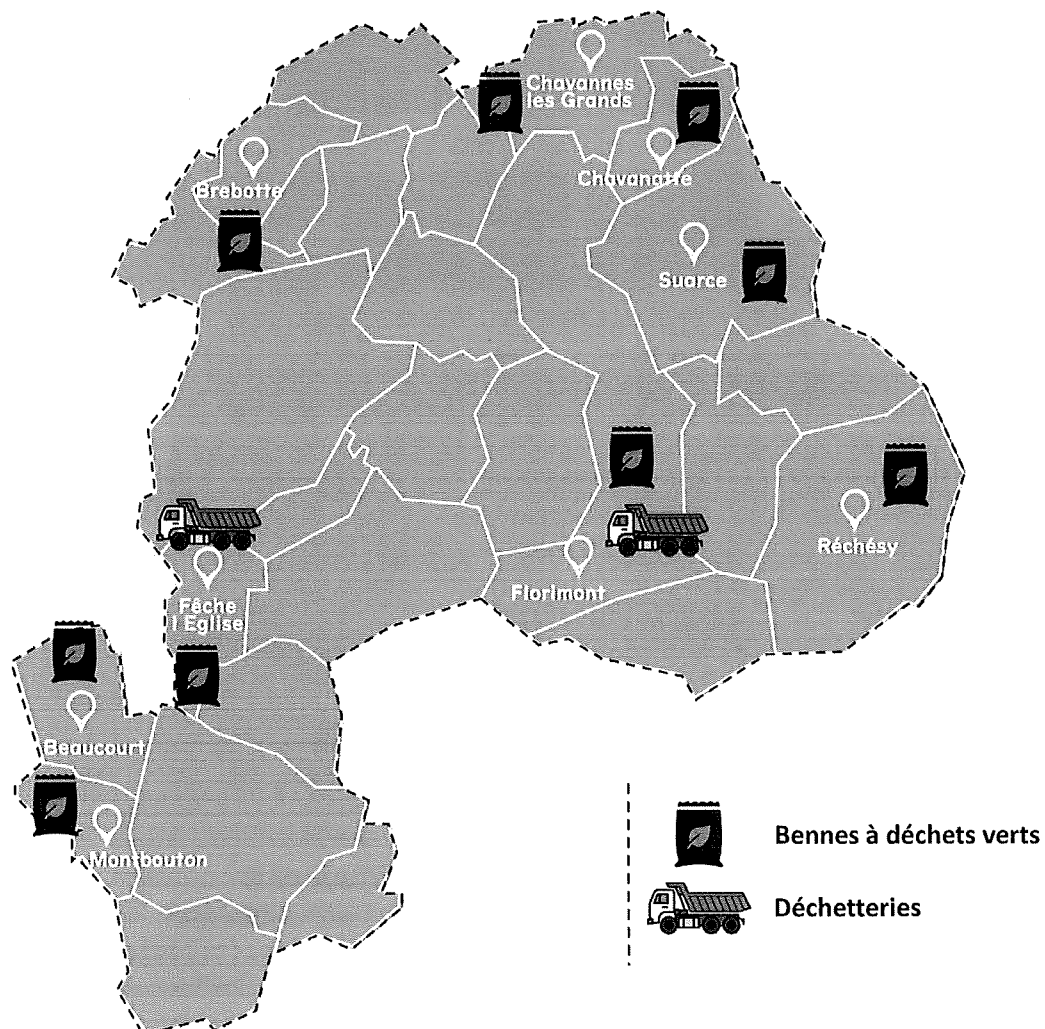 Chavannes
les Grands
Chavanatte
Brebotte
Suarce
Réchésy
Florimont
Fêche
l Eglise
Beaucourt
Montbouton
Bennes à déchets verts
Déchetteries